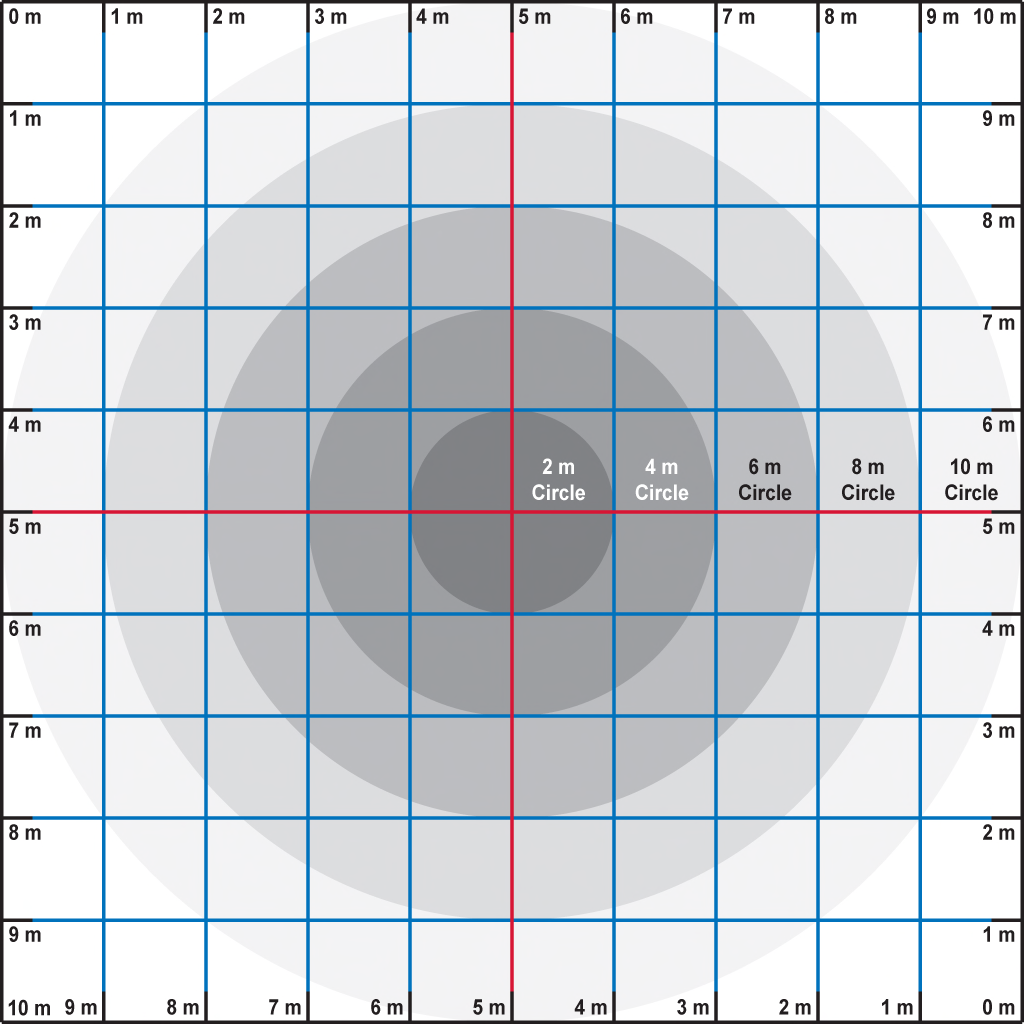 0 m 1 m 2 m 3 m 4 m 5 m 6 m 7 m 8 m 9 m 10 m
1 m 9 m
2 m 8 m
3 m 7 m
4 m 6 m
2 m 4 m 6 m 8 m 10 m
Circle Circle Circle Circle Circle
5 m 5 m
6 m 4 m
7 m 3 m
8 m 2 m
9 m 1 m
10 m 9 m 8 m 7 m 6 m 5 m 4 m 3 m 2 m 1 m 0 m